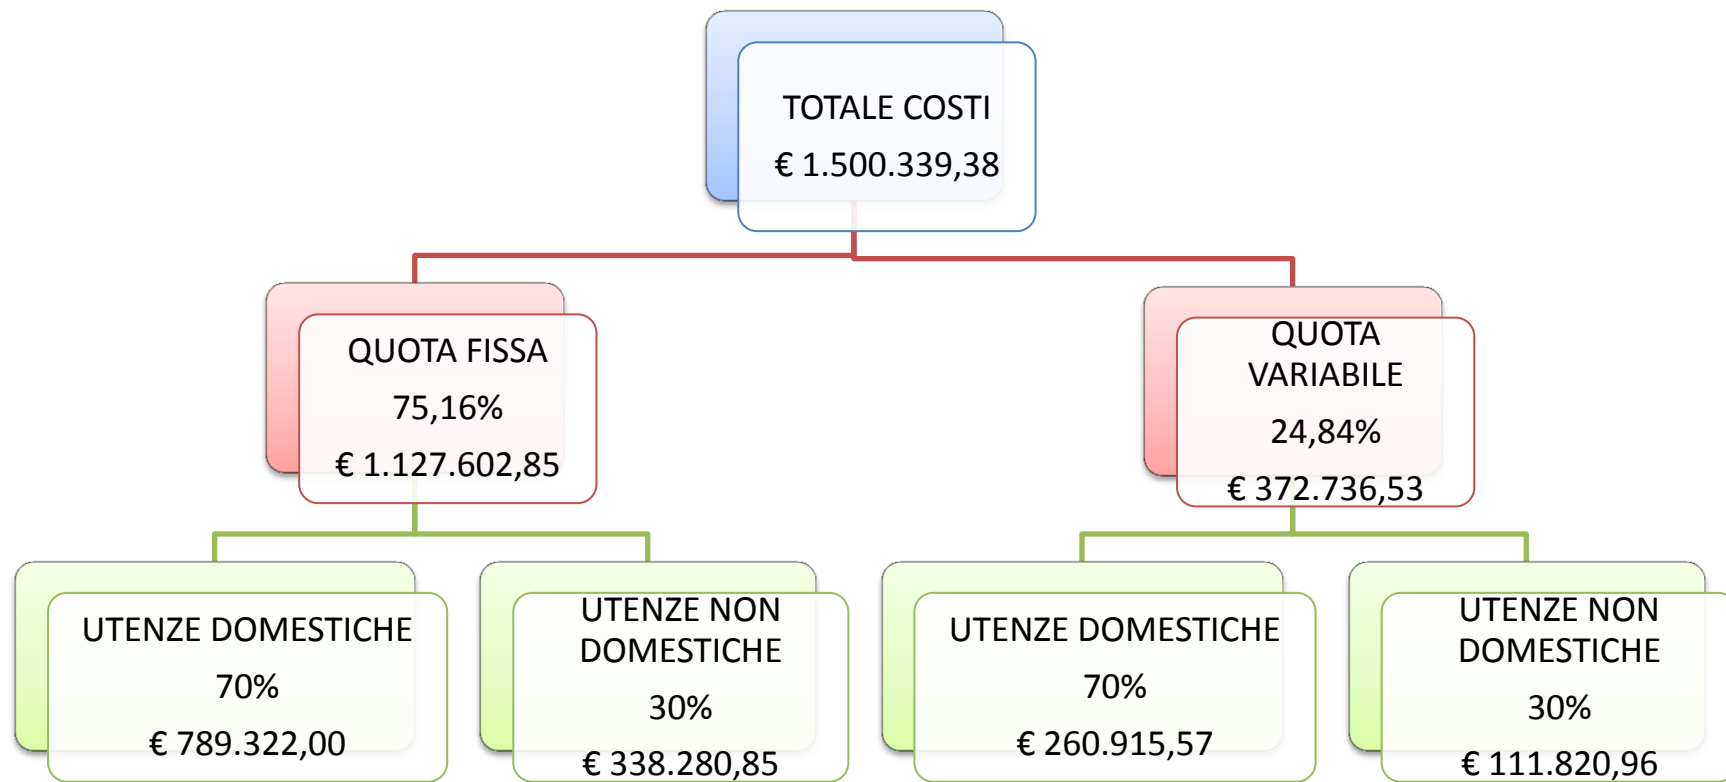 TOTALE COSTI
€ 1.500.339,38
QUOTA FISSA
75,16%
€ 1.127.602,85
QUOTA
VARIABILE
24,84%
€ 372.736,53
UTENZE DOMESTICHE
70%
€ 789.322,00
UTENZE NON
DOMESTICHE
30%
€ 338.280,85
UTENZE DOMESTICHE
70%
€ 260.915,57
UTENZE NON
DOMESTICHE
30%
€ 111.820,96